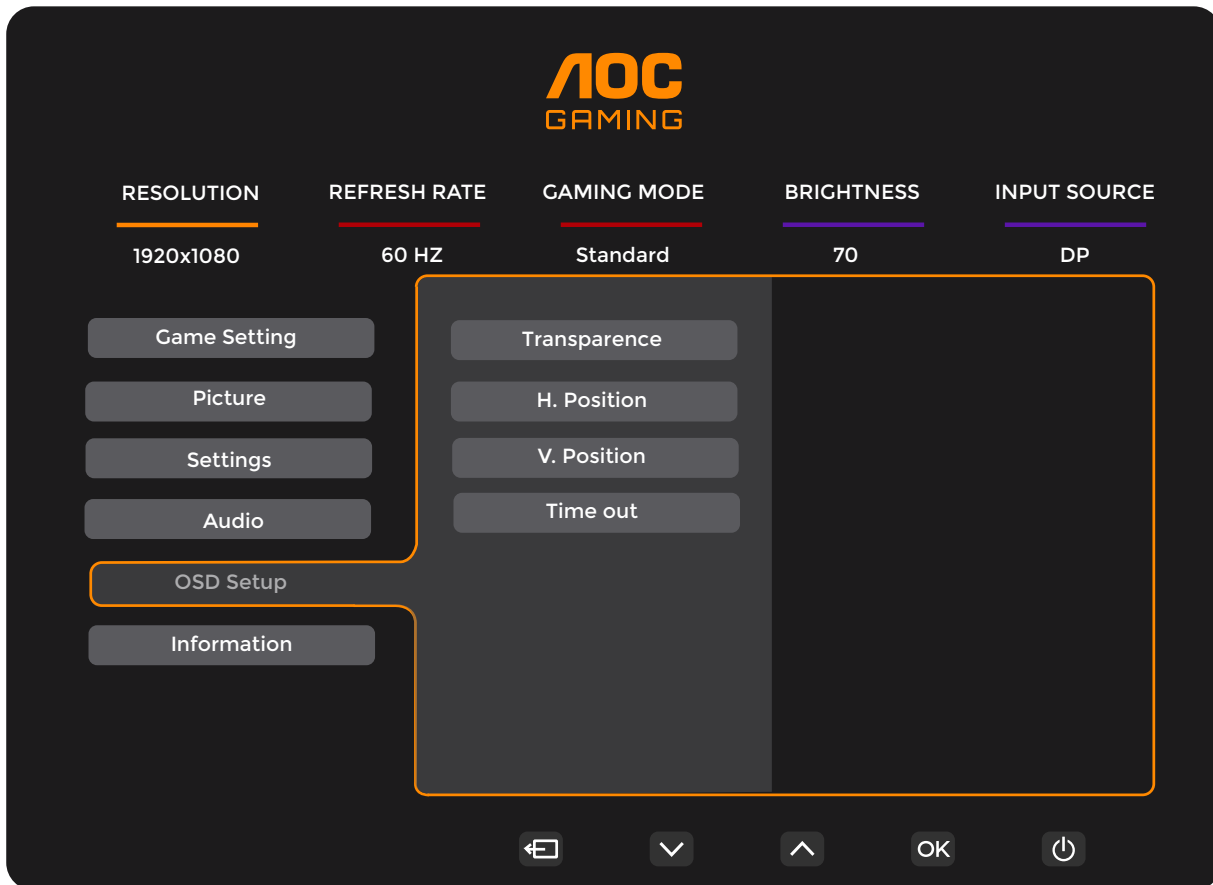 AOC
GAMING
RESOLUTION
REFRESH RATE
GAMING MODE
BRIGHTNESS
INPUT SOURCE
1920x1080
60 HZ
Standard
70
DP
Game Setting
Picture
Settings
Audio
OSD Setup
Information
Transparence
H. Position
V. Position
Time out
OK